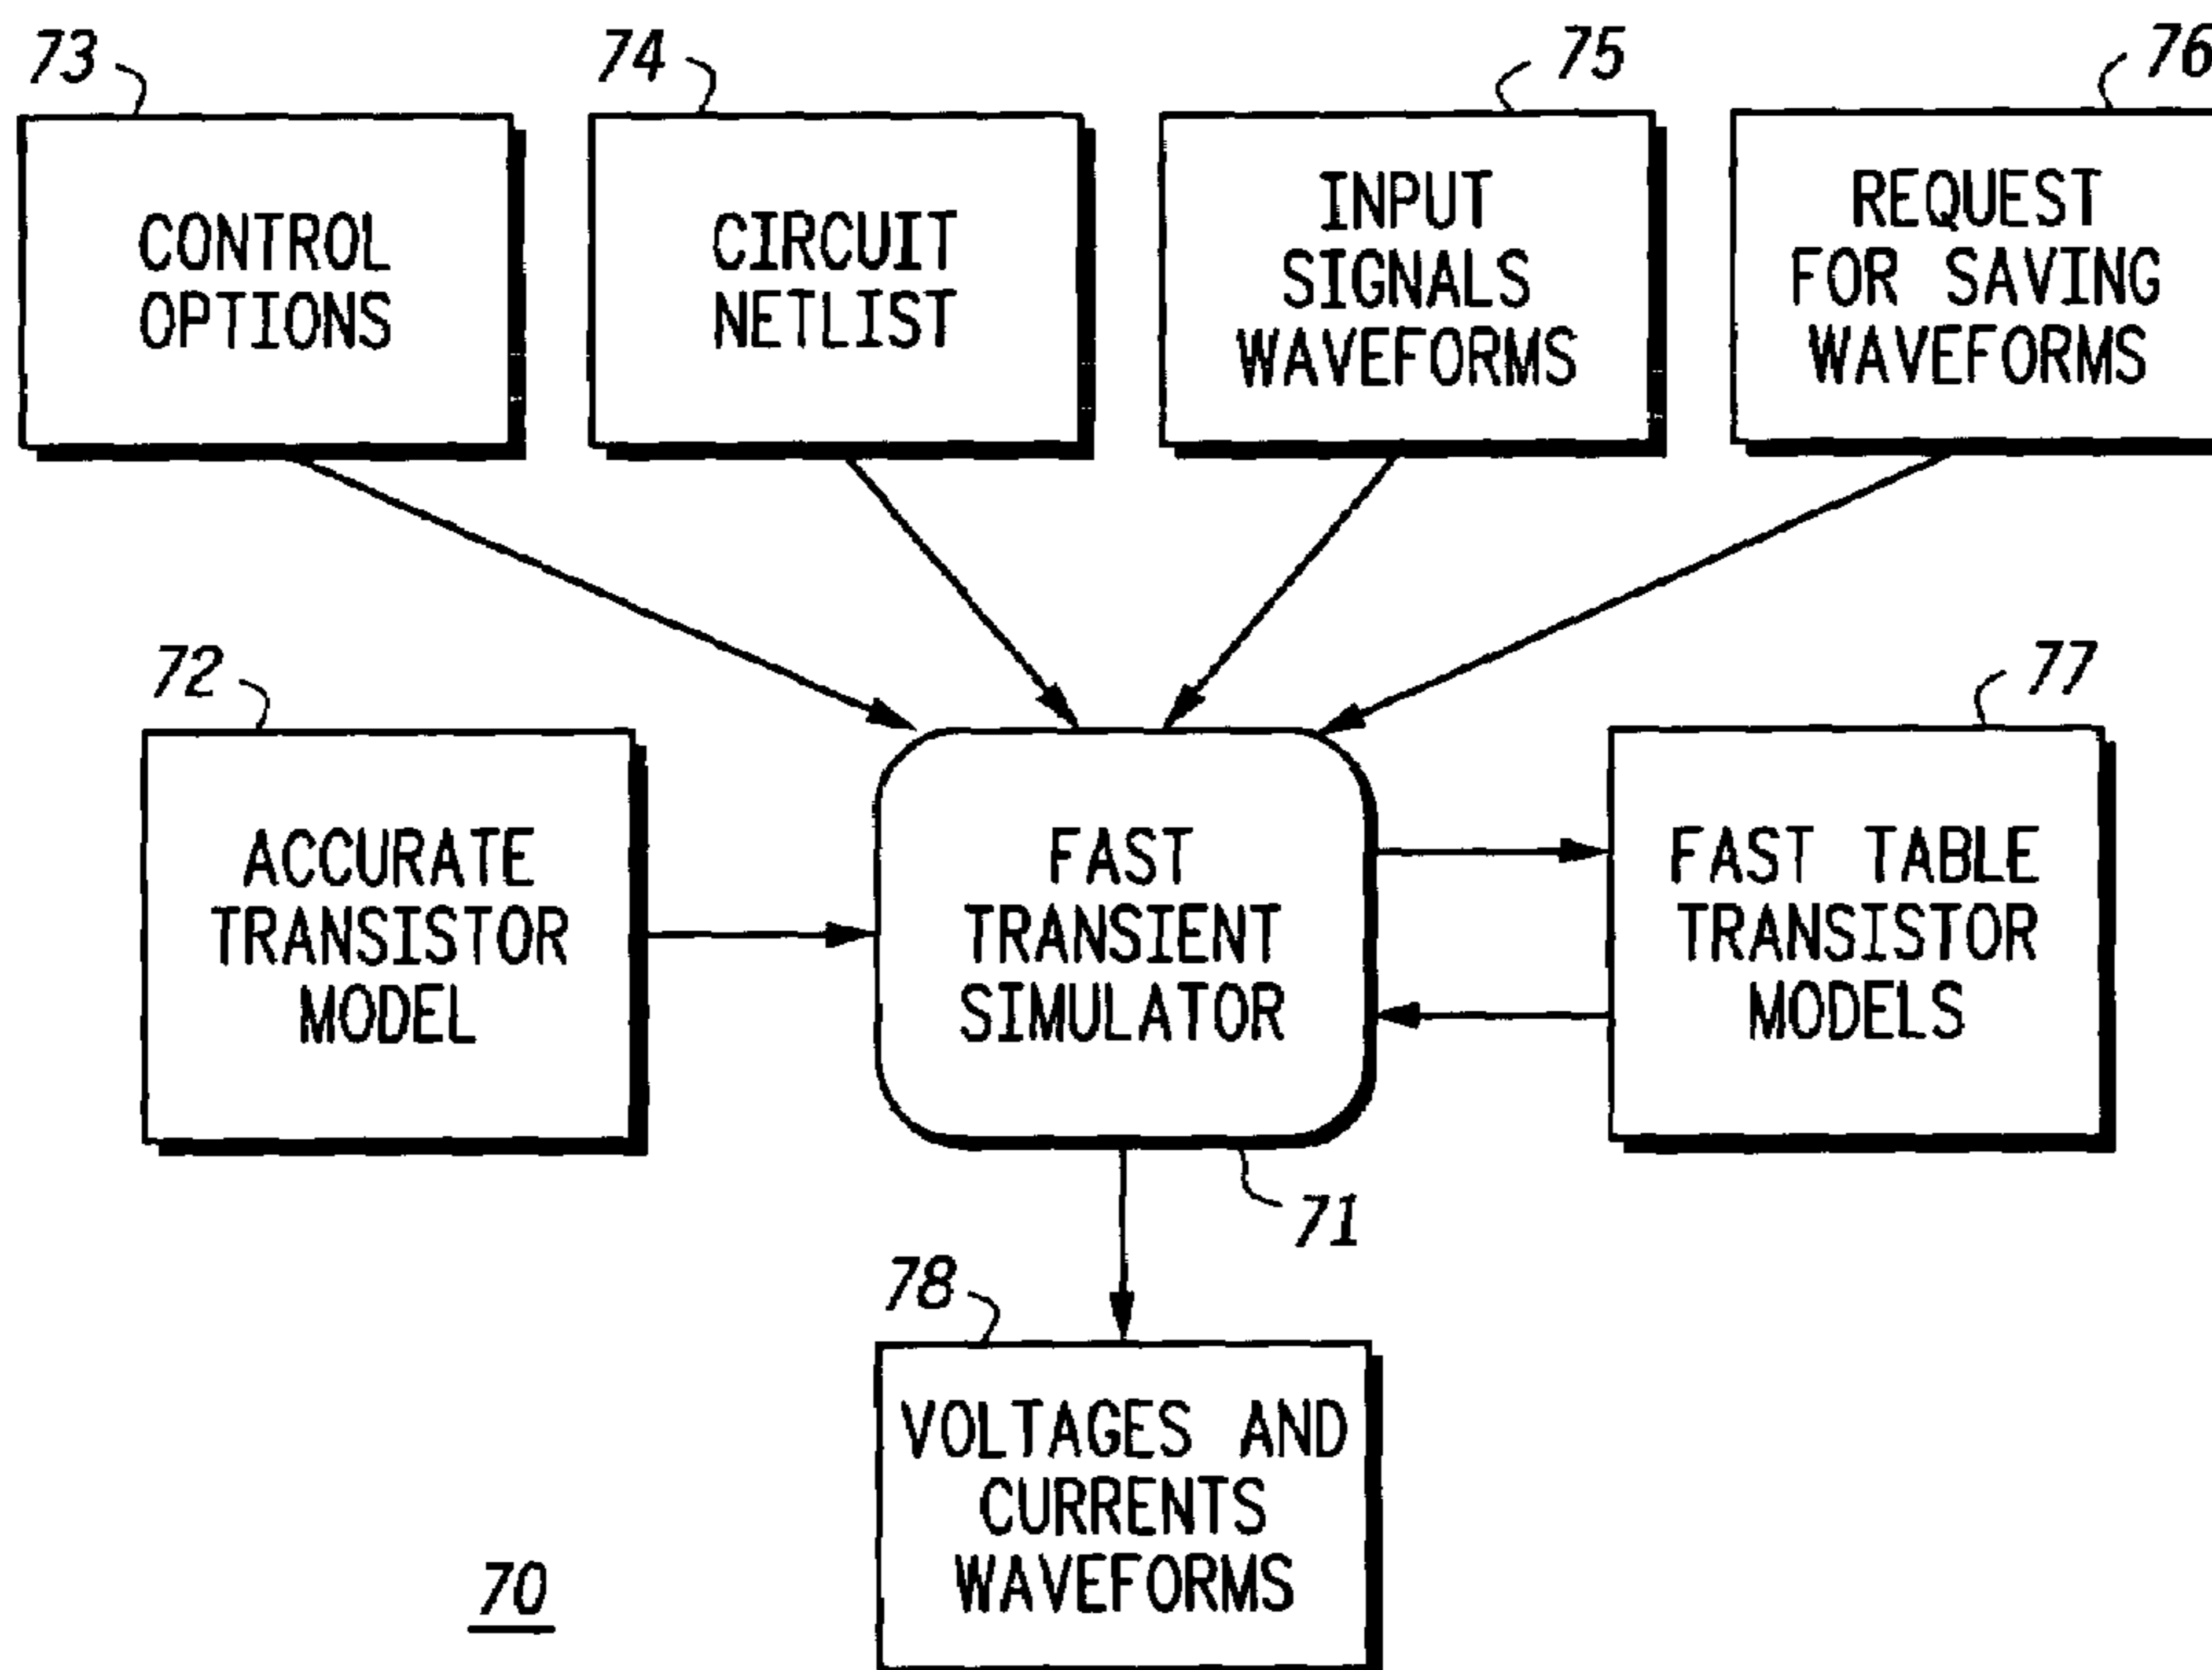 73
74
75
76
CONTROL
OPTIONS
CIRCUIT
NETLIST
INPUT
SIGNALS
WAVEFORMS
REQUEST
FOR SAVING
WAVEFORMS
72
77
ACCURATE
TRANSISTOR
MODEL
FAST
TRANSIENT
SIMULATOR
FAST TABLE
TRANSISTOR
MODELS
71
78
VOLTAGES AND
CURRENTS
WAVEFORMS
70